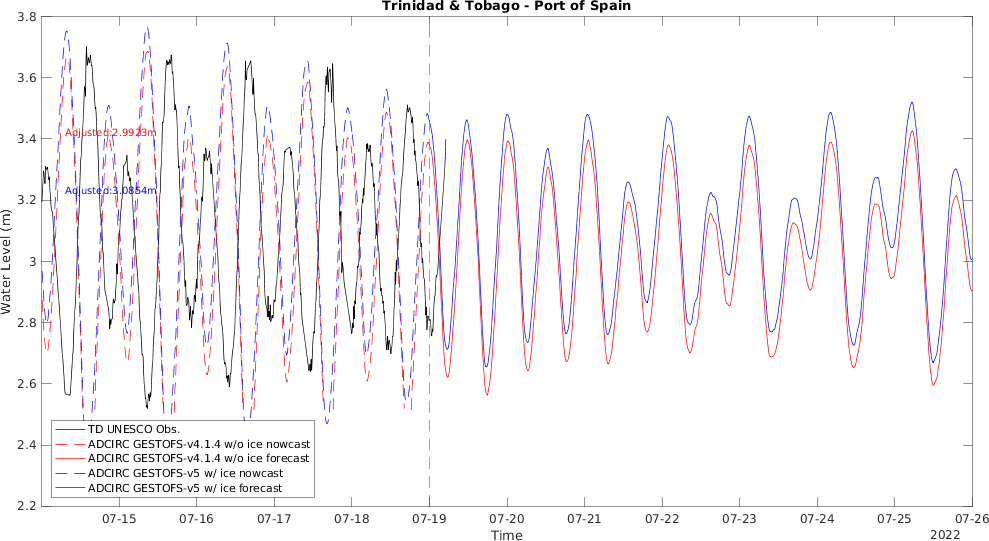 Trinidad & Tobago - Port of Spain
3.8
3.6
3.4
3.2
3
2.8
2.6
2.4
2.2
Water Level (m)
Adjusted:2.9923m
Adjusted:3.0854m
TD UNESCO Obs.
ADCIRC GESTOFS-v4.1.4 w/o ice nowcast
ADCIRC GESTOFS-v4.1.4 w/o ice forecast
ADCIRC GESTOFS-v5 w/ ice nowcast
ADCIRC GESTOFS-v5 w/ ice forecast
07-15 07-16 07-17 07-18 07-19 07-20 07-21 07-22 07-23 07-24 07-25 07-26
Time
2022